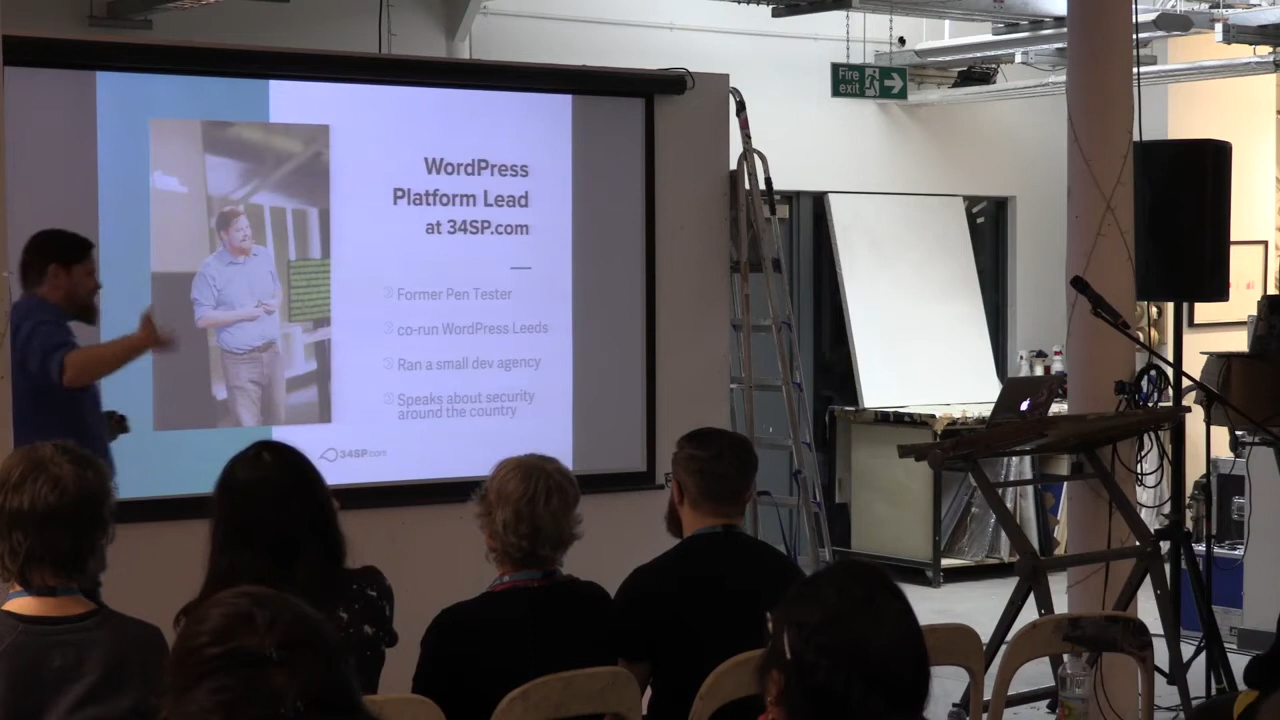 WordPress
Platform Lead
at 34SP.com
Former Pen Tester
co-run WordPress Leeds
Ran a small dev agency
Speaks about security
around the country
34SP.com
Fire
exit